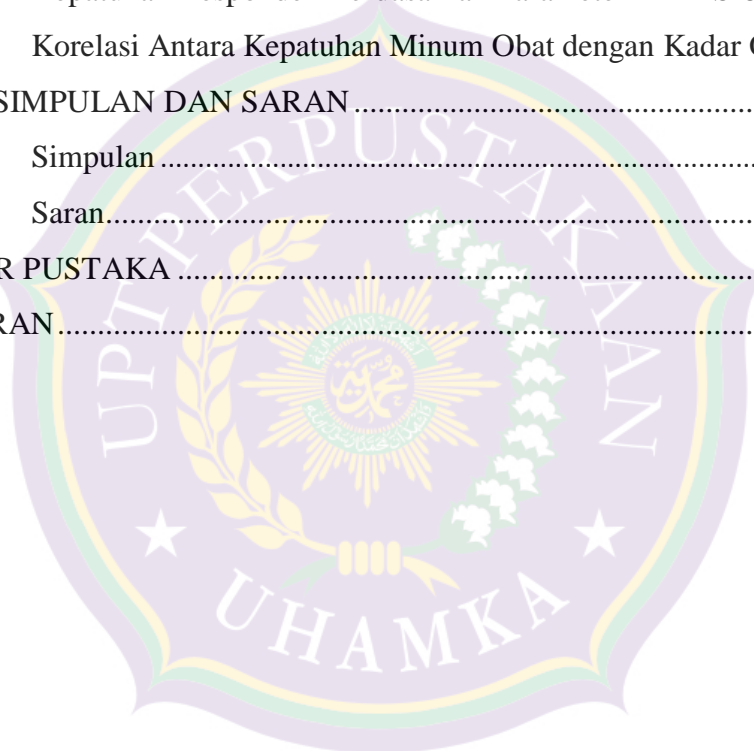 Korelasi Antara Kepatuhan Minum Obat dengan Kadar
SIMPULAN DAN SARAN ........................................................
Simpulan ........................................................................................
Saran...............................................................................................
R PUSTAKA .....................................................................................
RAN.....................................................................................................
UPT PERPUSTAKAAN
UHAMKA